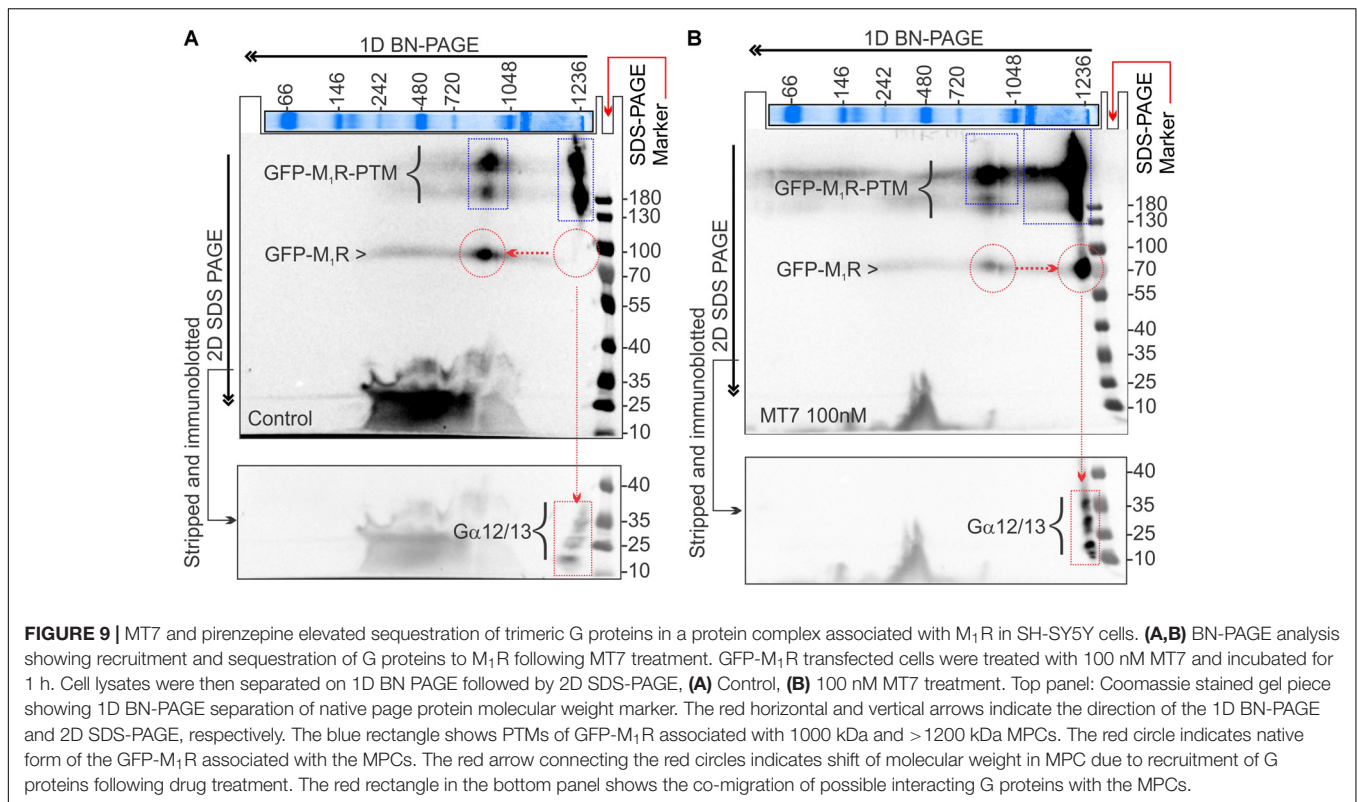 A
1D BN-PAGE
66
146
242
480
720
1048
1236
SDS-PAGE
Marker
GFP-M₁R-PTM
GFP-M₁R >
2D SDS PAGE
180
130
100
70
55
40
35
25
10
Control
Stripped and immunoblotted
Gα12/13
40
35
25
10
B
1D BN-PAGE
66
146
242
480
720
1048
1236
SDS-PAGE
Marker
GFP-M₁R-PTM
GFP-M₁R >
2D SDS PAGE
180
130
100
70
55
40
35
25
10
MT7 100nM
Stripped and immunoblotted
Gα12/13
40
35
25
10
FIGURE 9 | MT7 and pirenzepine elevated sequestration of trimeric G proteins in a protein complex associated with M₁R in SH-SY5Y cells. (A,B) BN-PAGE analysis
showing recruitment and sequestration of G proteins to M₁R following MT7 treatment. GFP-M₁R transfected cells were treated with 100 nM MT7 and incubated for
1 h. Cell lysates were then separated on 1D BN PAGE followed by 2D SDS-PAGE, (A) Control, (B) 100 nM MT7 treatment. Top panel: Coomassie stained gel piece
showing 1D BN-PAGE separation of native page protein molecular weight marker. The red horizontal and vertical arrows indicate the direction of the 1D BN-PAGE
and 2D SDS-PAGE, respectively. The blue rectangle shows PTMs of GFP-M₁R associated with 1000 kDa and >1200 kDa MPCs. The red circle indicates native
form of the GFP-M₁R associated with the MPCs. The red arrow connecting the red circles indicates shift of molecular weight in MPC due to recruitment of G
proteins following drug treatment. The red rectangle in the bottom panel shows the co-migration of possible interacting G proteins with the MPCs.